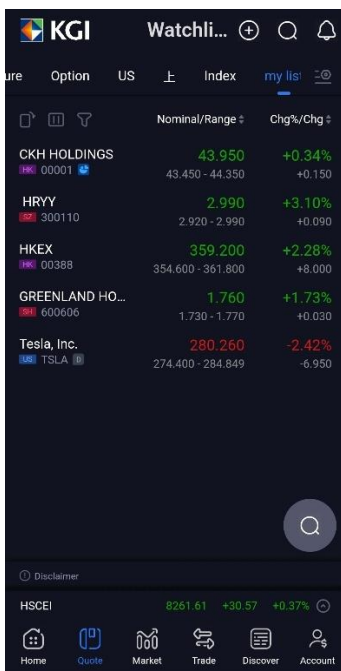 KGI Watchli...
ure Option US 上 Index my list
Nominal/Range Chg%/Chg
CKH HOLDINGS 43.950 +0.34%
HK 00001 43.450 - 44.350 +0.150
HRYY 2.990 +3.10%
SZ 300110 2.920 - 2.990 +0.090
HKEX 359.200 +2.28%
HK 00388 354.600 - 361.800 +8.000
GREENLAND HO... 1.760 +1.73%
SH 600606 1.730 - 1.770 +0.030
Tesla, Inc. 280.260 -2.42%
US TSLA D 274.400 - 284.849 -6.950
Disclaimer
HSCEI 8261.61 +30.57 +0.37%
Home Quote Market Trade Discover Account